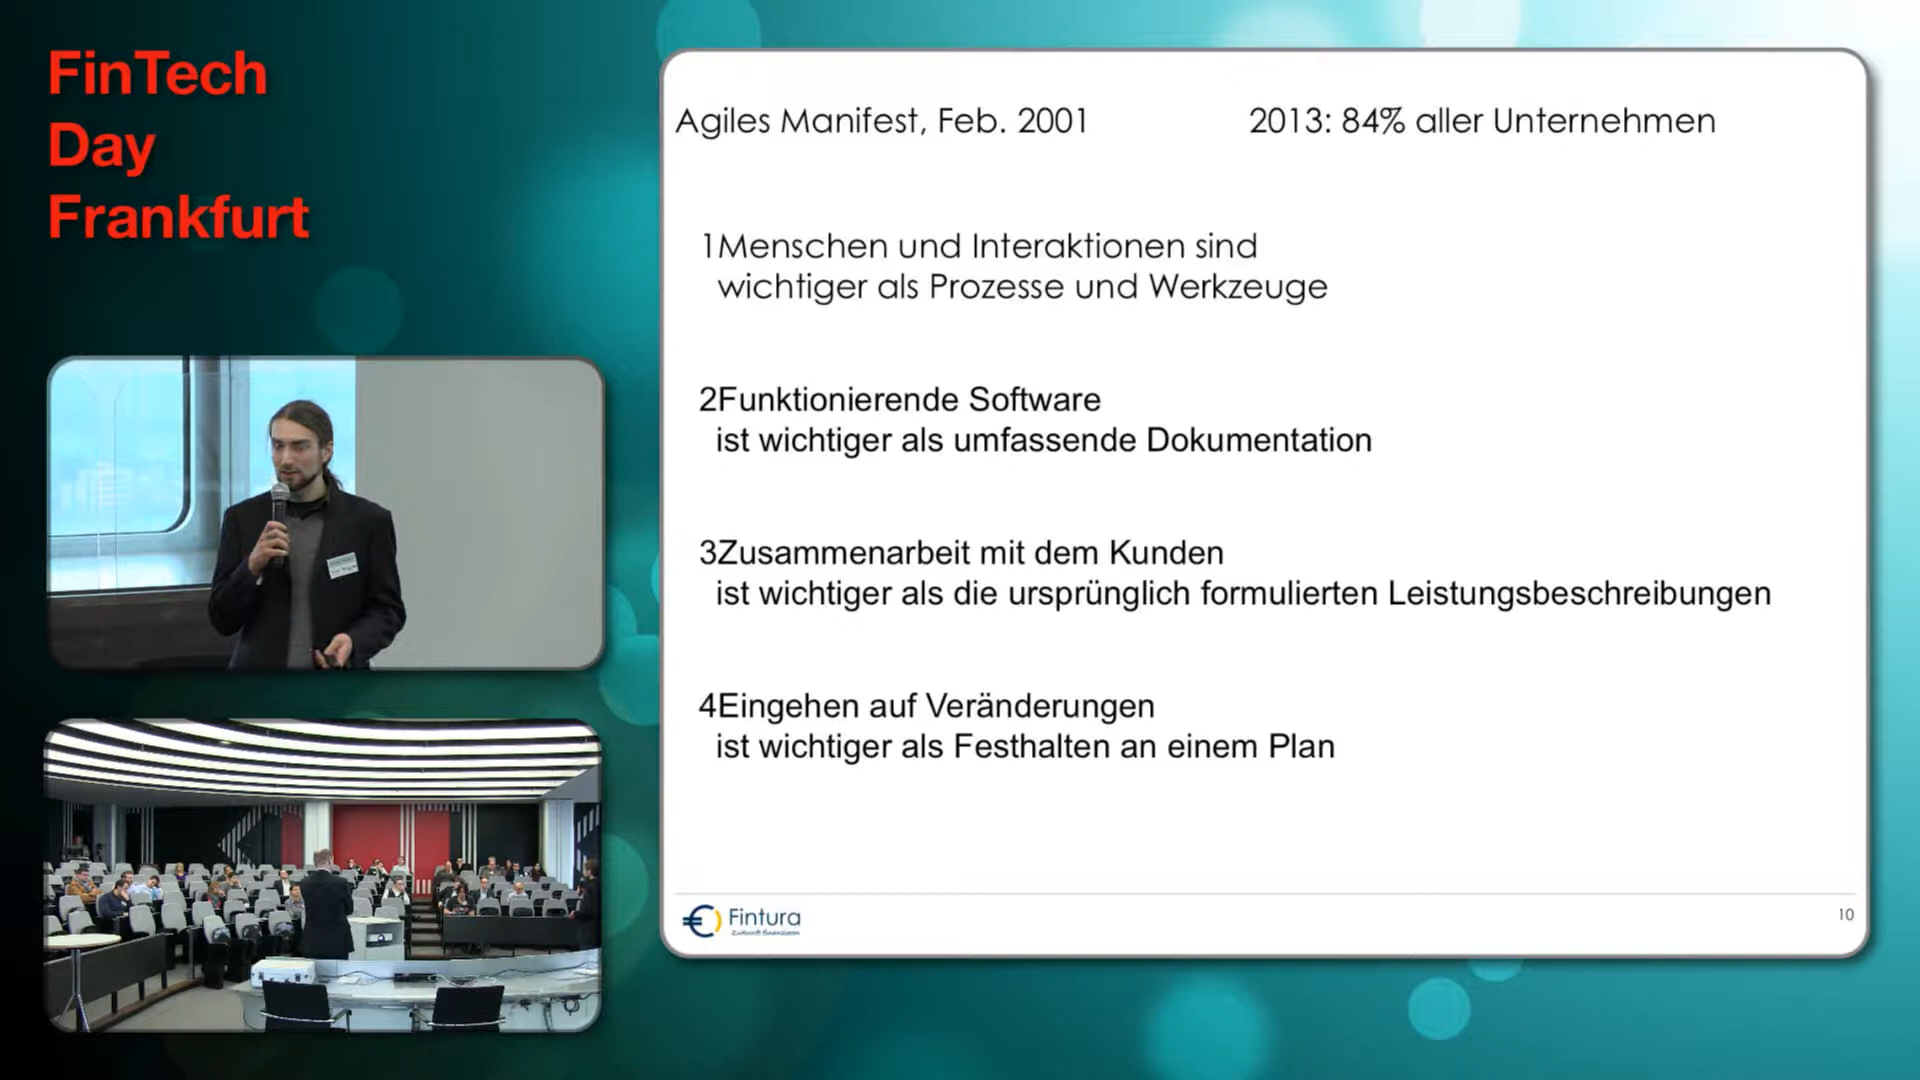 FinTech
Day
Frankfurt
Agiles Manifest, Feb. 2001
2013: 84% aller Unternehmen
1Menschen und Interaktionen sind
wichtiger als Prozesse und Werkzeuge
2Funktionierende Software
ist wichtiger als umfassende Dokumentation
3Zusammenarbeit mit dem Kunden
ist wichtiger als die ursprünglich formulierten Leistungsbeschreibungen
4Eingehen auf Veränderungen
ist wichtiger als Festhalten an einem Plan
Fintura
Zukunft finanzieren
10